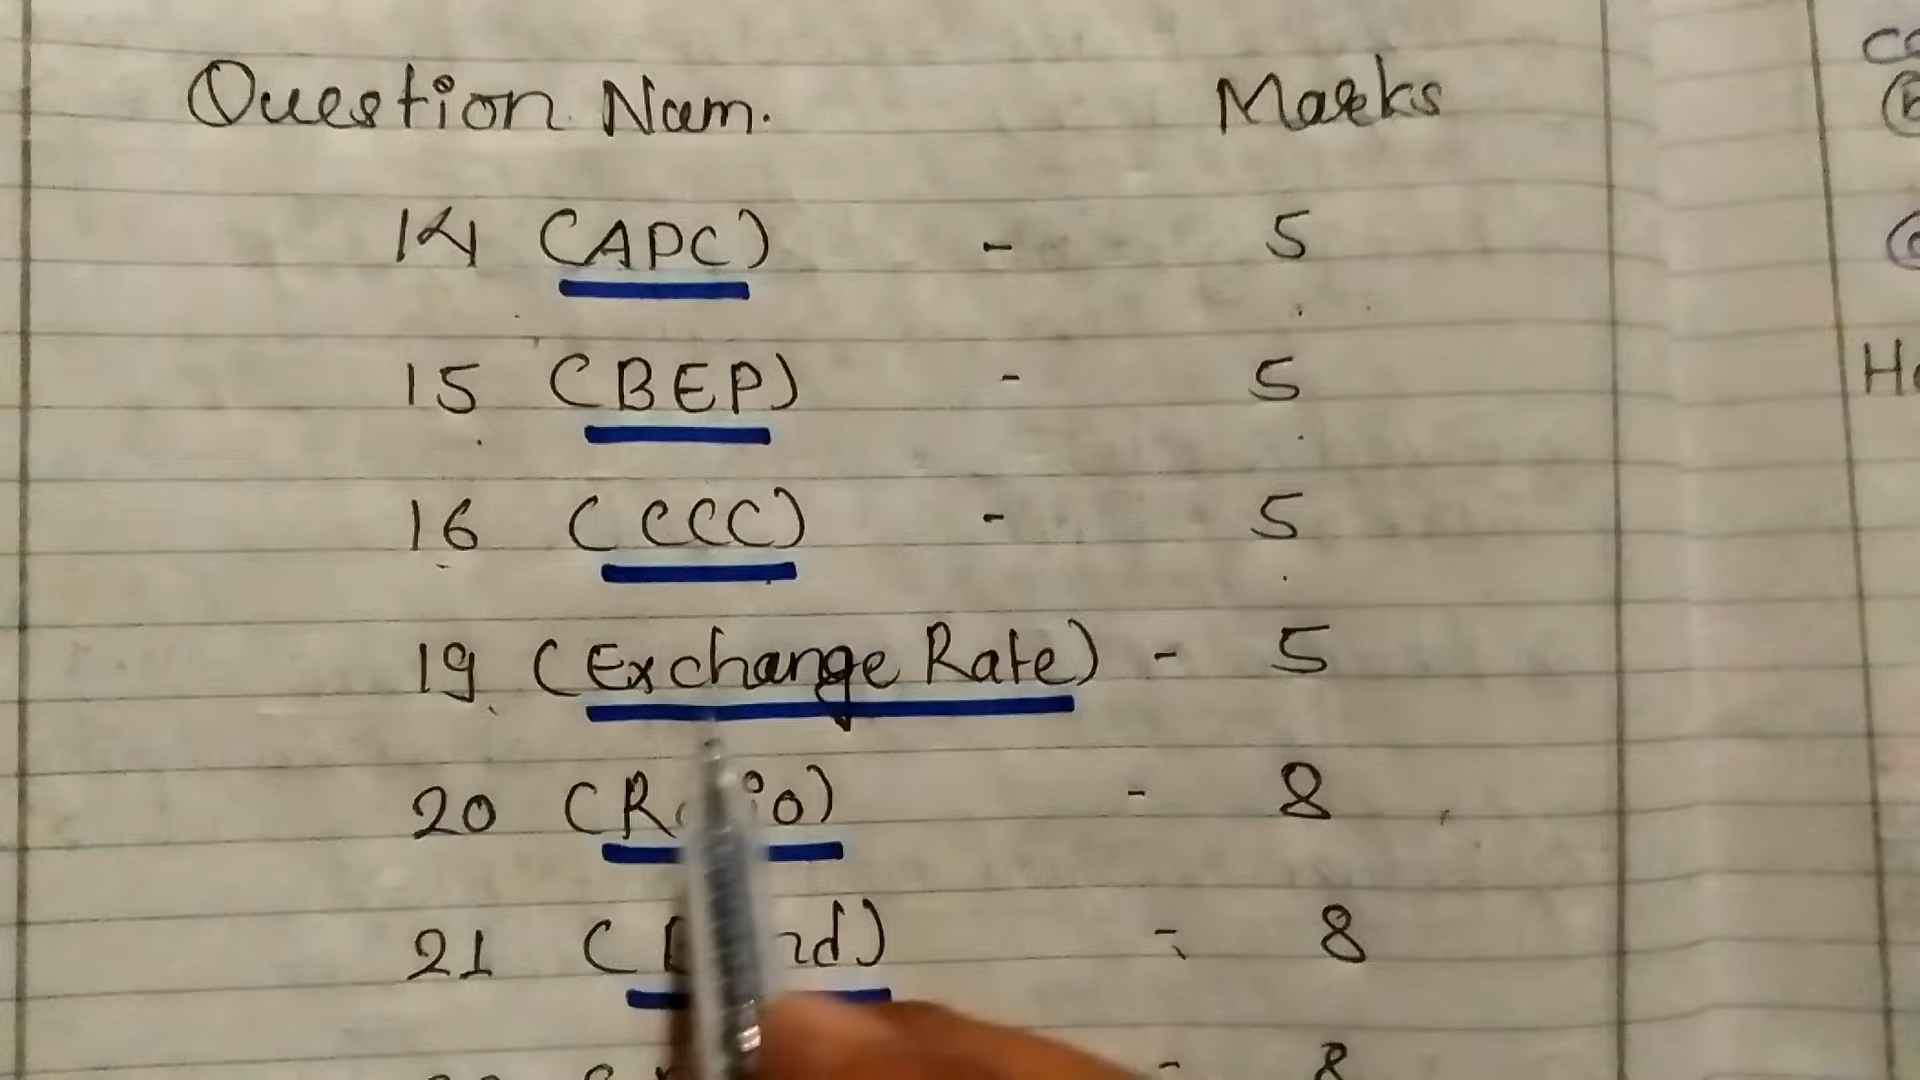 Question Num. Marks
14 (APC) - 5
15 (BEP) - 5
16 (CCC) - 5
19 (Exchange Rate) - 5
20 (Ratio) - 8
21 - 8
- 8